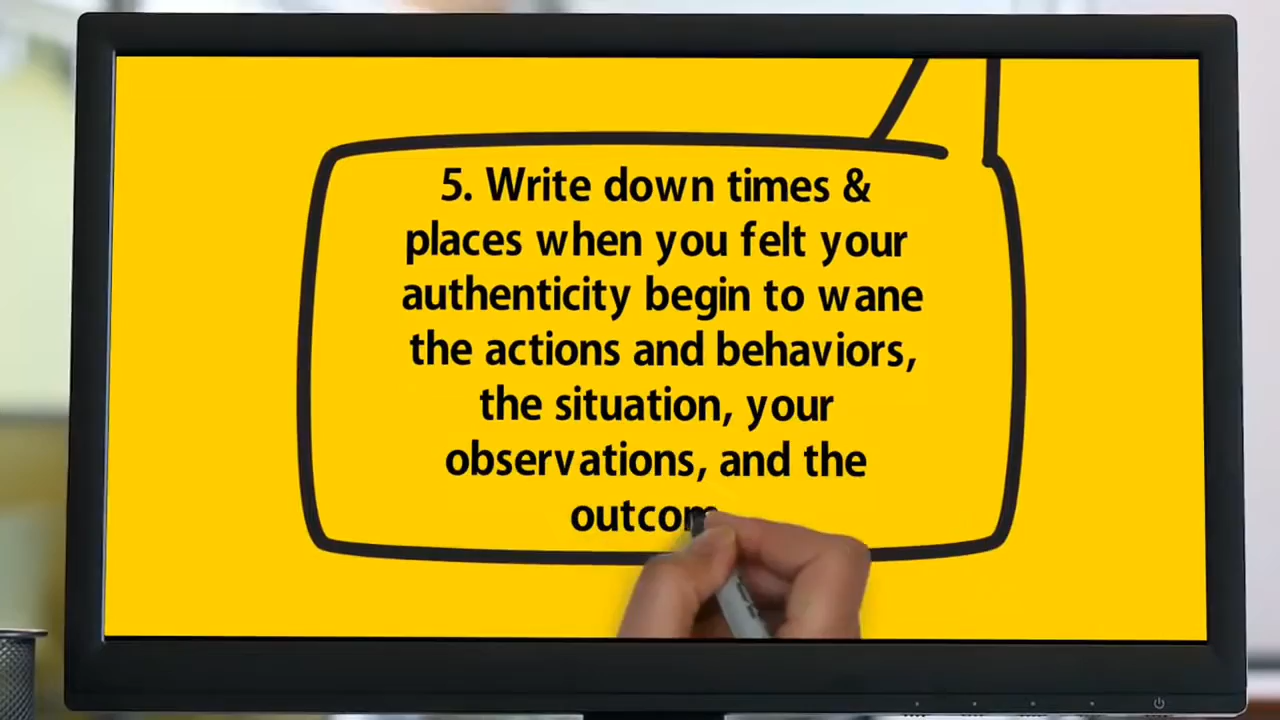 5. Write down times &
places when you felt your
authenticity begin to wane
the actions and behaviors,
the situation, your
observations, and the
outcom